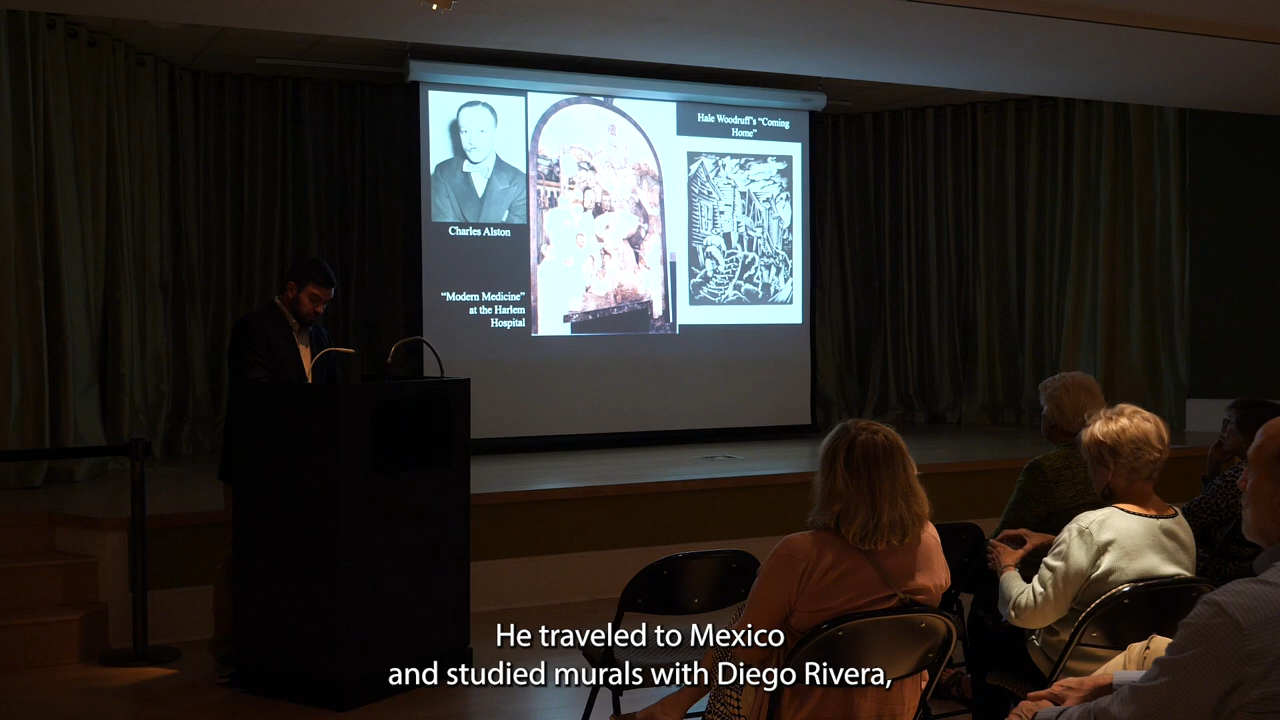 Charles Alston
"Modern Medicine"
at the Harlem
Hospital
Hale Woodruff's "Coming
Home"
He traveled to Mexico
and studied murals with Diego Rivera,